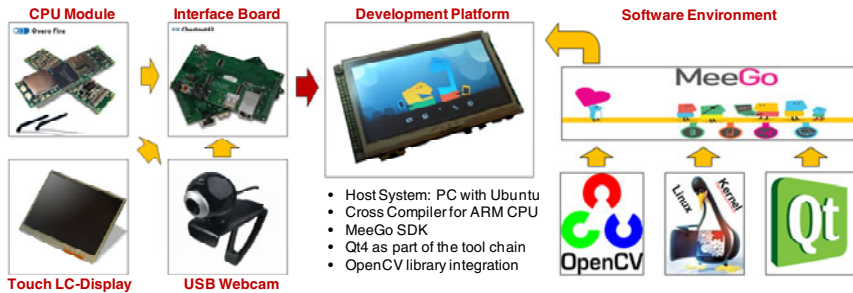 CPU Module
Interface Board
Development Platform
Software Environment
Overo Fire
Chestnut43
MeeGo
• Host System: PC with Ubuntu
• Cross Compiler for ARM CPU
• MeeGo SDK
• Qt4 as part of the tool chain
• OpenCV library integration
OpenCV
Linux
Kernel
Qt
Touch LC-Display
USB Webcam